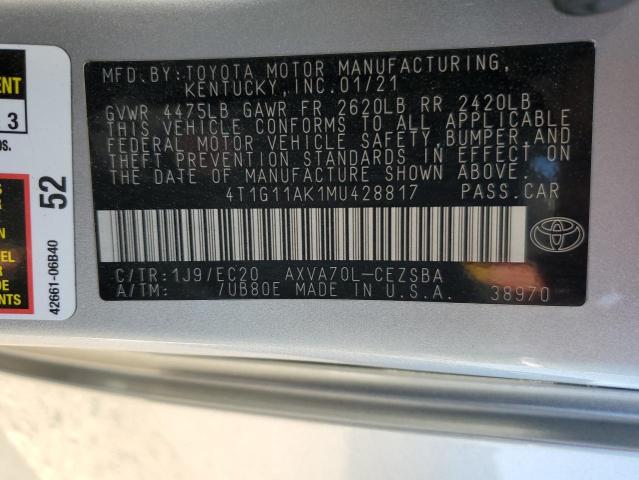 MFD.BY:TOYOTA MOTOR MANUFACTURING,
KENTUCKY,INC.01/21
GVWR 4475LB GAWR FR 2620LB RR 2420LB
THIS VEHICLE CONFORMS TO ALL APPLICABLE
FEDERAL MOTOR VEHICLE SAFETY,BUMPER,AND
THEFT PREVENTION STANDARDS IN EFFECT ON
THE DATE OF MANUFACTURE SHOWN ABOVE.
4T1G11AK1MU428817 PASS.CAR
C/TR:1J9/EC20 AXVA70L-CEZSBA
A/TM: /UB80E MADE IN U.S.A. 38970
52
42661-06B40
3